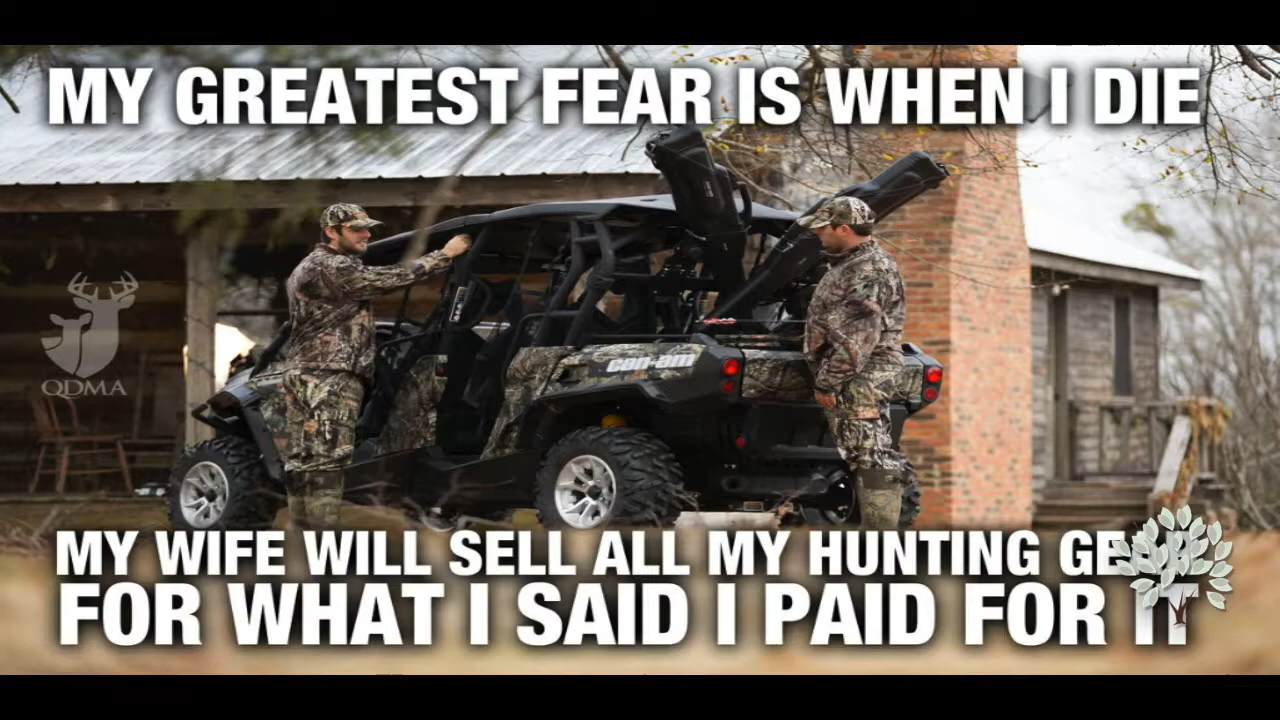 MY GREATEST FEAR IS WHEN I DIE
can-am
QDMA
MY WIFE WILL SELL ALL MY HUNTING
FOR WHAT I SAID I PAID FOR IT